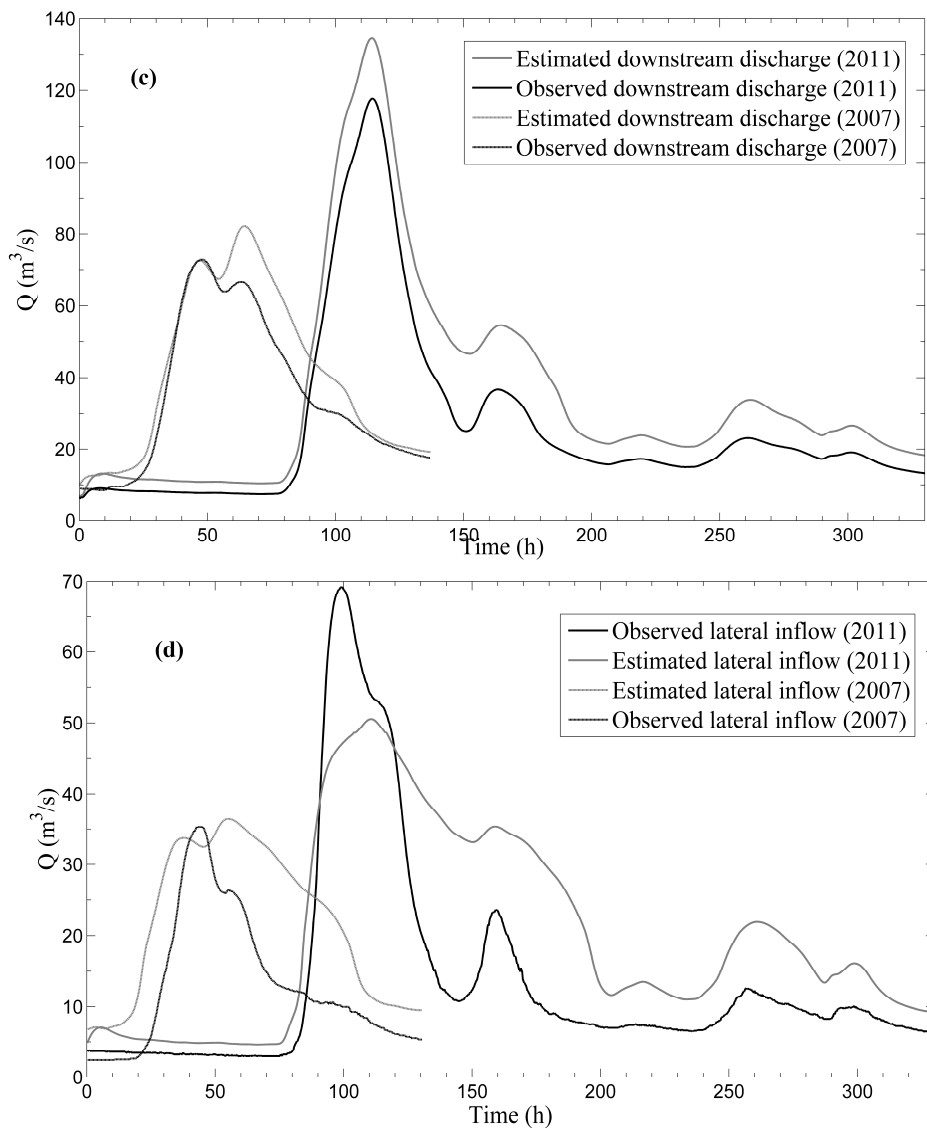 140
120
100
80
60
40
20
0
Q (m³/s)
(c)
Estimated downstream discharge (2011)
Observed downstream discharge (2011)
Estimated downstream discharge (2007)
Observed downstream discharge (2007)
0 50 100 150 200 250 300
Time (h)
70
60
50
40
30
20
10
0
Q (m³/s)
(d)
Observed lateral inflow (2011)
Estimated lateral inflow (2011)
Estimated lateral inflow (2007)
Observed lateral inflow (2007)
0 50 100 150 200 250 300
Time (h)